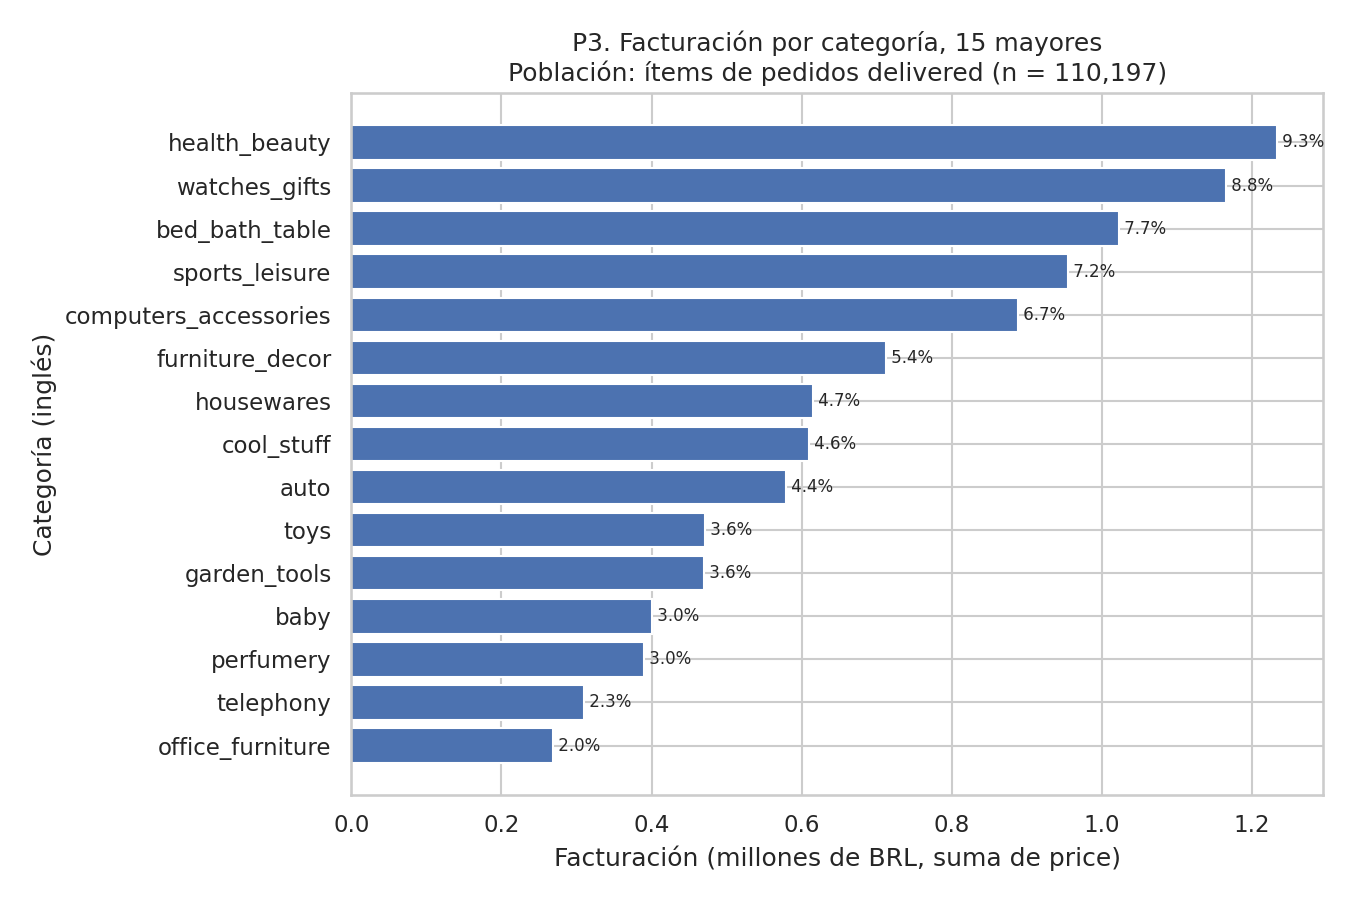 P3. Facturación por categoría, 15 mayores
Población: ítems de pedidos delivered (n = 110,197)
Categoría (inglés)
health_beauty 9.3%
watches_gifts 8.8%
bed_bath_table 7.7%
sports_leisure 7.2%
computers_accessories 6.7%
furniture_decor 5.4%
housewares 4.7%
cool_stuff 4.6%
auto 4.4%
toys 3.6%
garden_tools 3.6%
baby 3.0%
perfumery 3.0%
telephony 2.3%
office_furniture 2.0%
0.0 0.2 0.4 0.6 0.8 1.0 1.2
Facturación (millones de BRL, suma de price)